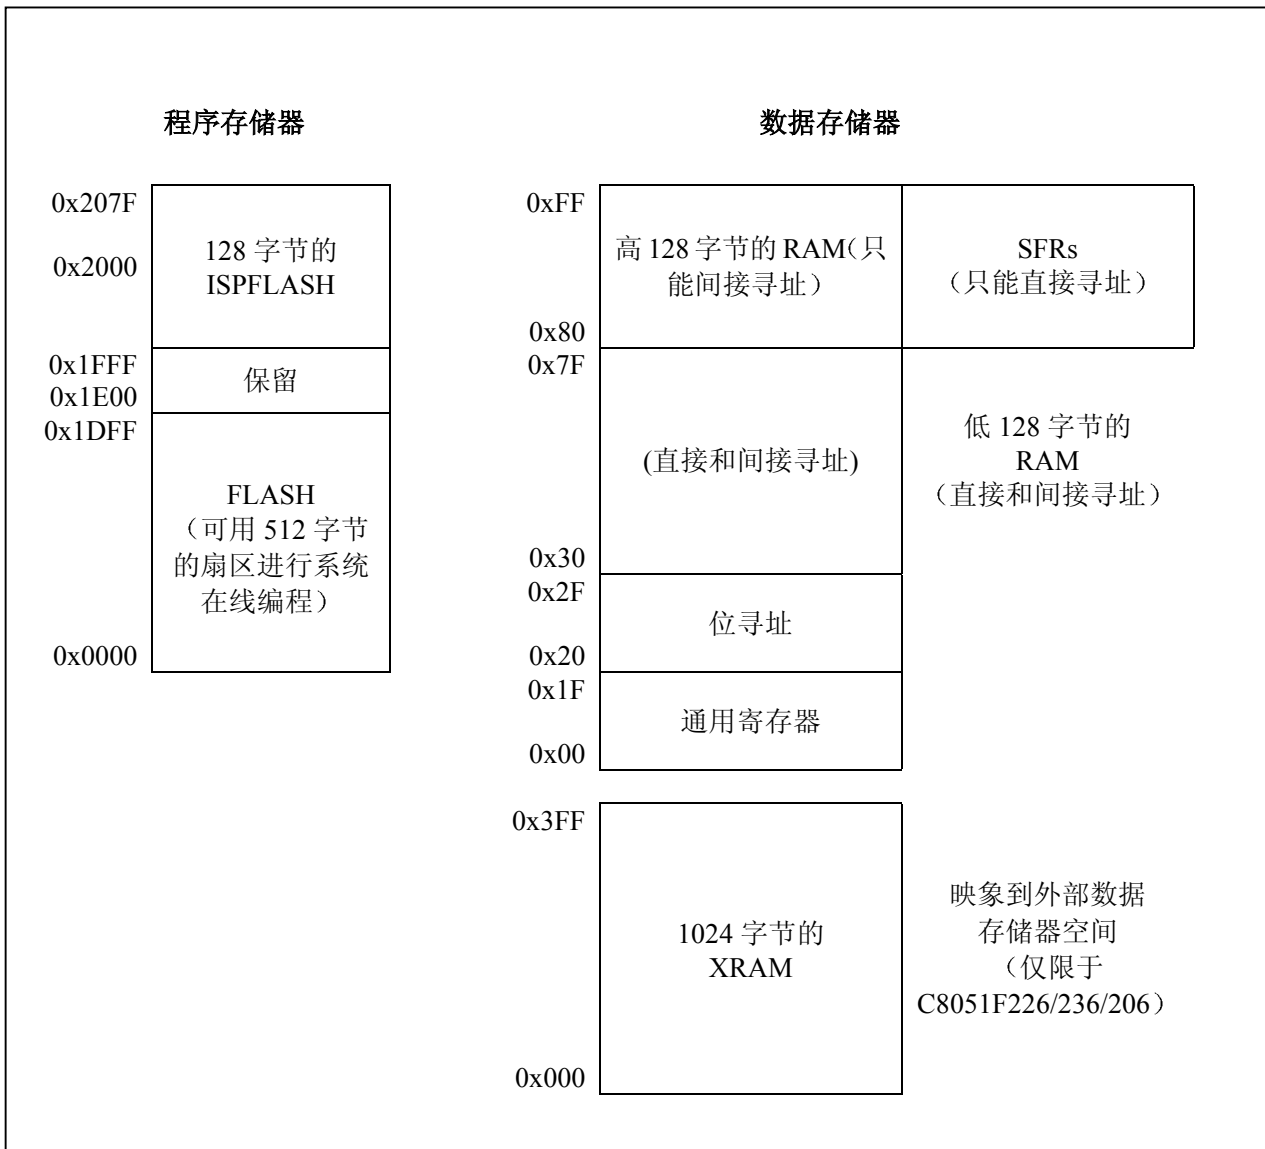 程序存储器
0x207F
0x2000
128 字节的
ISPFLASH
0x1FFF
0x1E00
保留
0x1DFF
FLASH
（可用 512 字节
的扇区进行系统
在线编程）
0x0000
数据存储器
0xFF
高 128 字节的 RAM（只
能间接寻址）
SFRs
（只能直接寻址）
0x80
0x7F
(直接和间接寻址)
低 128 字节的
RAM
（直接和间接寻址）
0x30
0x2F
位寻址
0x20
0x1F
通用寄存器
0x00
0x3FF
1024 字节的
XRAM
映象到外部数据
存储器空间
（仅限于
C8051F226/236/206）
0x000